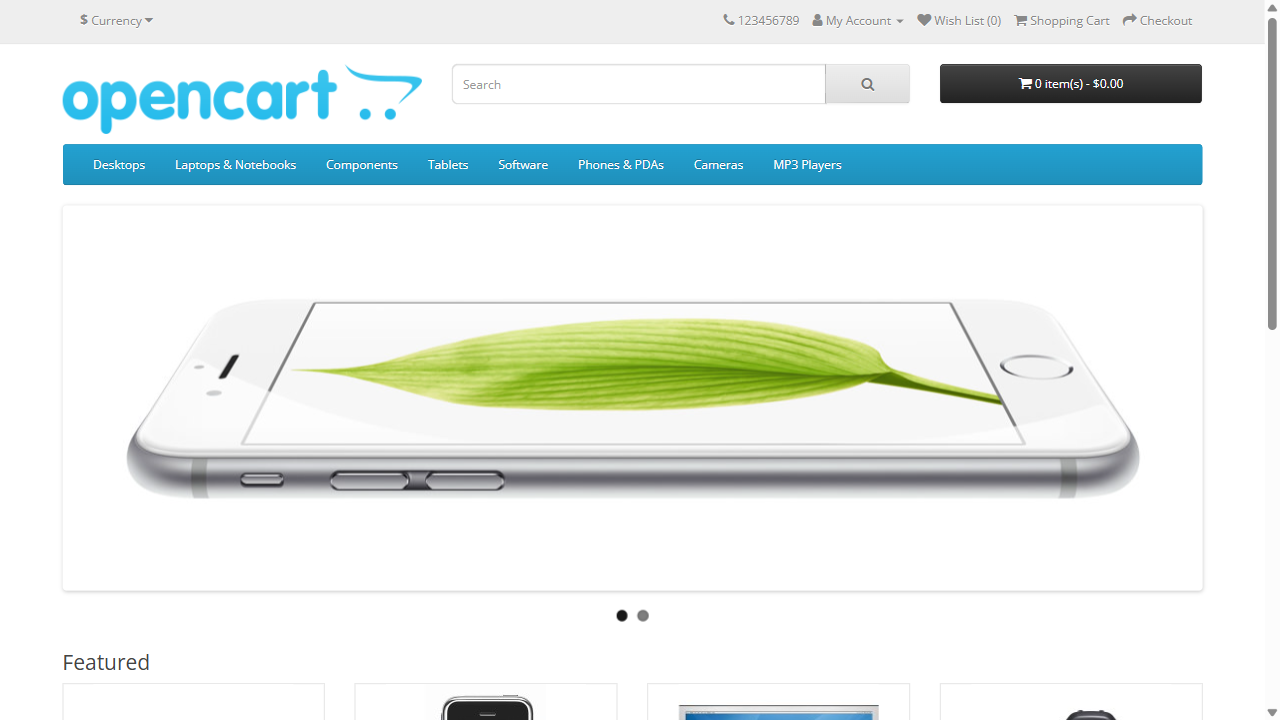 $ Currency
123456789
My Account
Wish List (0)
Shopping Cart
Checkout
opencart
Search
0 item(s) - $0.00
Desktops
Laptops & Notebooks
Components
Tablets
Software
Phones & PDAs
Cameras
MP3 Players
Featured